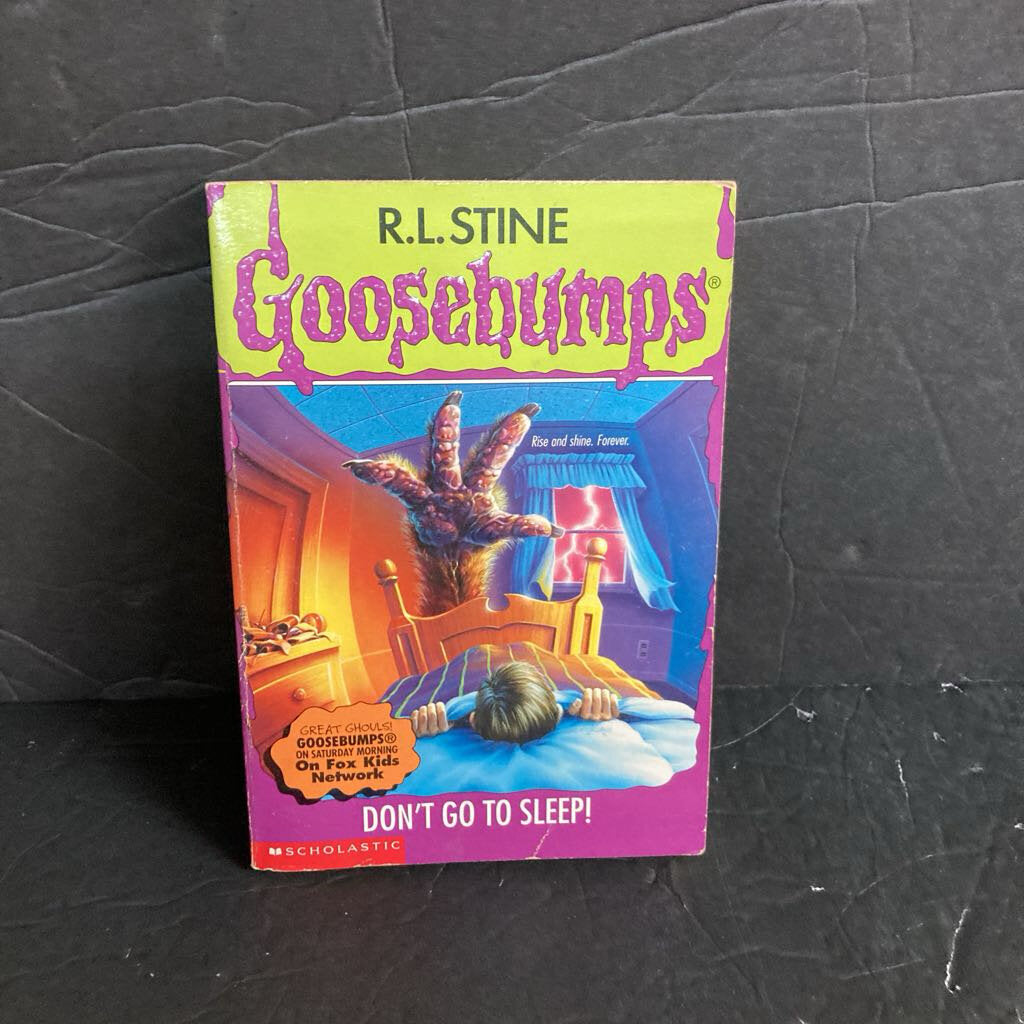 R.L. STINE
Goosebumps®
Rise and shine. Forever.
GREAT GHOULS!
GOOSEBUMPS®
ON SATURDAY MORNING
On Fox Kids
Network
DON'T GO TO SLEEP!
SCHOLASTIC